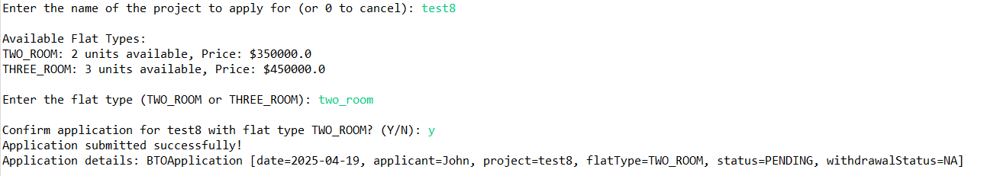 Enter the name of the project to apply for (or 0 to cancel): test8
Available Flat Types:
TWO_ROOM: 2 units available, Price: $350000.0
THREE_ROOM: 3 units available, Price: $450000.0
Enter the flat type (TWO_ROOM or THREE_ROOM): two_room
Confirm application for test8 with flat type TWO_ROOM? (Y/N): y
Application submitted successfully!
Application details: BTOApplication [date=2025-04-19, applicant=John, project=test8, flatType=TWO_ROOM, status=PENDING, withdrawalStatus=NA]